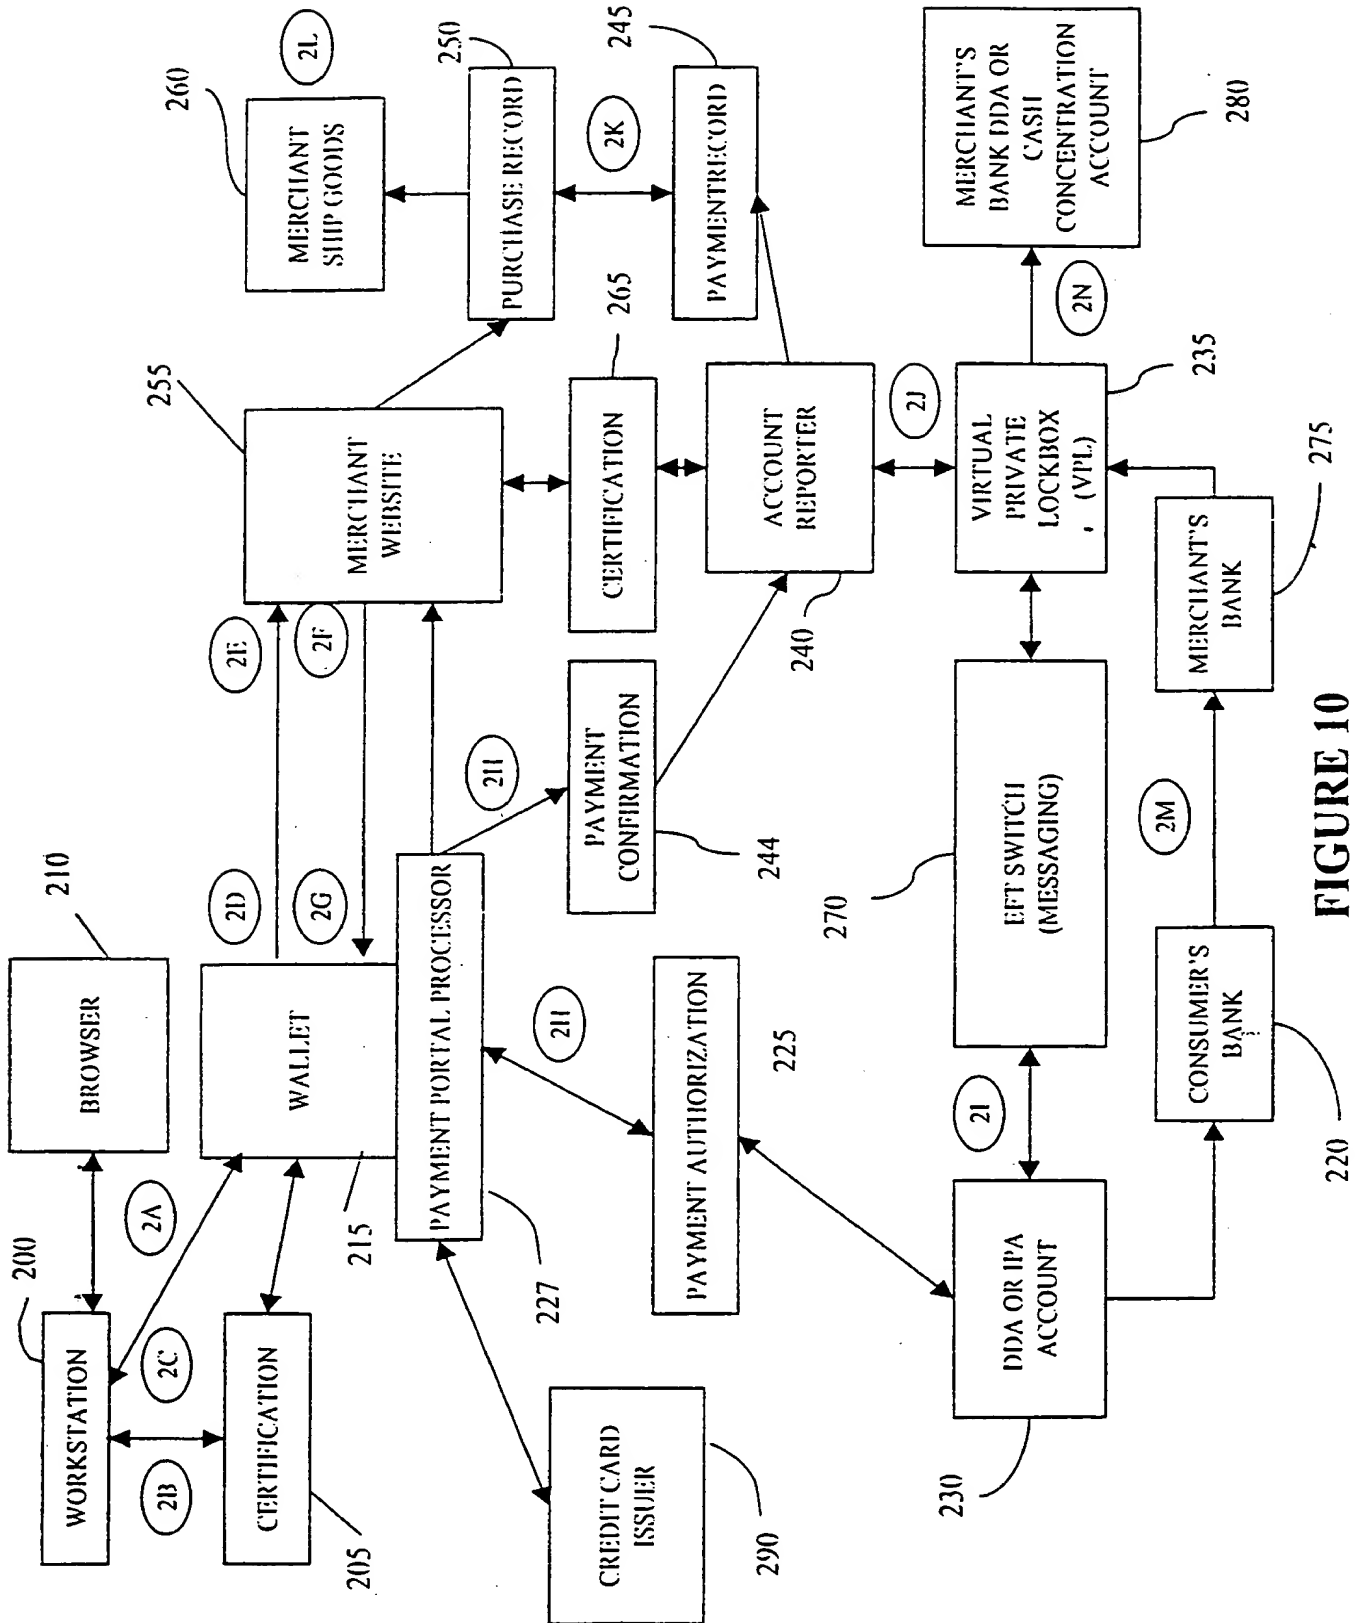 200
WORKSTATION
2A
BROWSER
210
2B
2C
CERTIFICATION
205
WALLET
215
2D
2E
2G
2F
MERCHANT
WEBSITE
255
MERCHANT
SHIP GOODS
260
2L
PAYMENT PORTAL PROCESSOR
227
2H
PURCHASE RECORD
250
2K
CREDIT CARD
ISSUER
290
2H
PAYMENT
CONFIRMATION
244
CERTIFICATION
265
PAYMENTRECORD
245
PAYMENT AUTHORIZATION
225
ACCOUNT
REPORTER
240
2J
DDA OR IPA
ACCOUNT
230
2I
EFT SWITCH
(MESSAGING)
270
VIRTUAL
PRIVATE
LOCKBOX
, (VPL)
235
2N
MERCHANT'S
BANK DDA OR
CASH
CONCENTRATION
ACCOUNT
280
CONSUMER'S
BANK
220
2M
MERCHANT'S
BANK
275
FIGURE 10